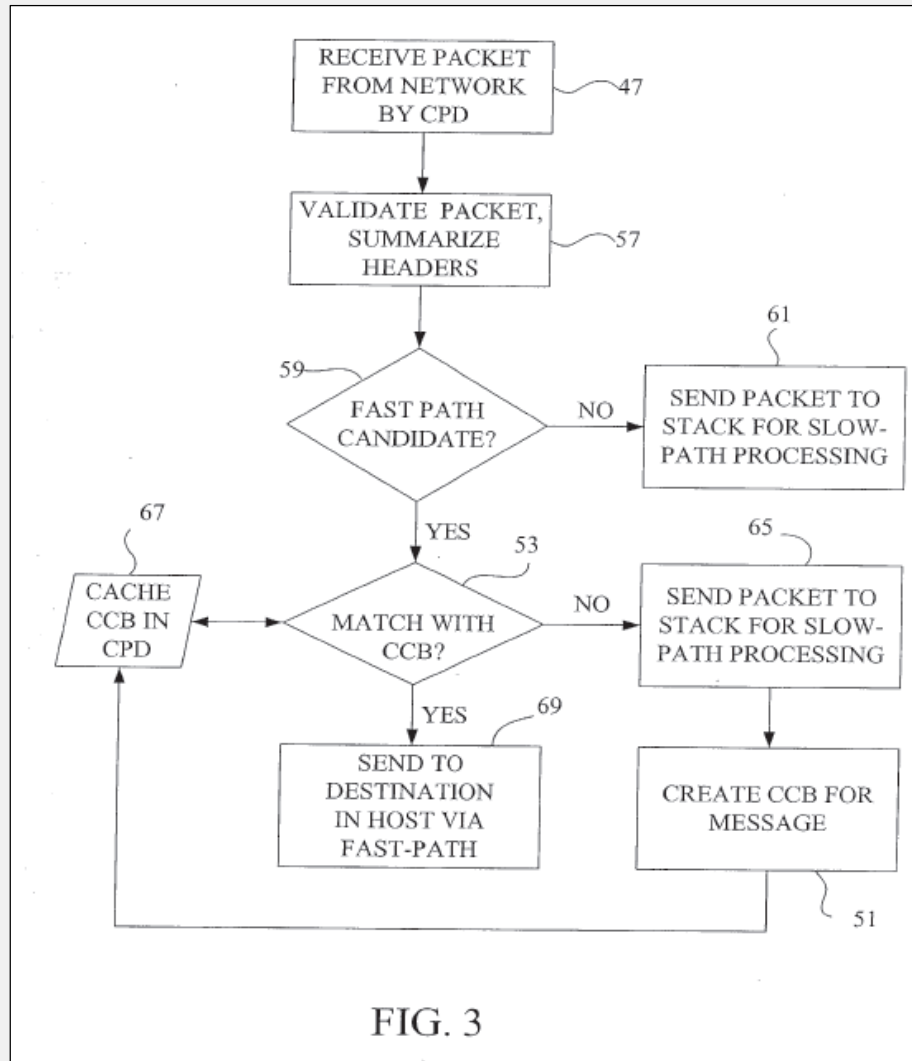 RECEIVE PACKET
FROM NETWORK
BY CPD
47
VALIDATE PACKET,
SUMMARIZE
HEADERS
57
59
FAST PATH
CANDIDATE?
NO
61
SEND PACKET TO
STACK FOR SLOW-
PATH PROCESSING
YES
67
CACHE
CCB IN
CPD
53
MATCH WITH
CCB?
NO
65
SEND PACKET TO
STACK FOR SLOW-
PATH PROCESSING
YES
69
SEND TO
DESTINATION
IN HOST VIA
FAST-PATH
CREATE CCB FOR
MESSAGE
51
FIG. 3